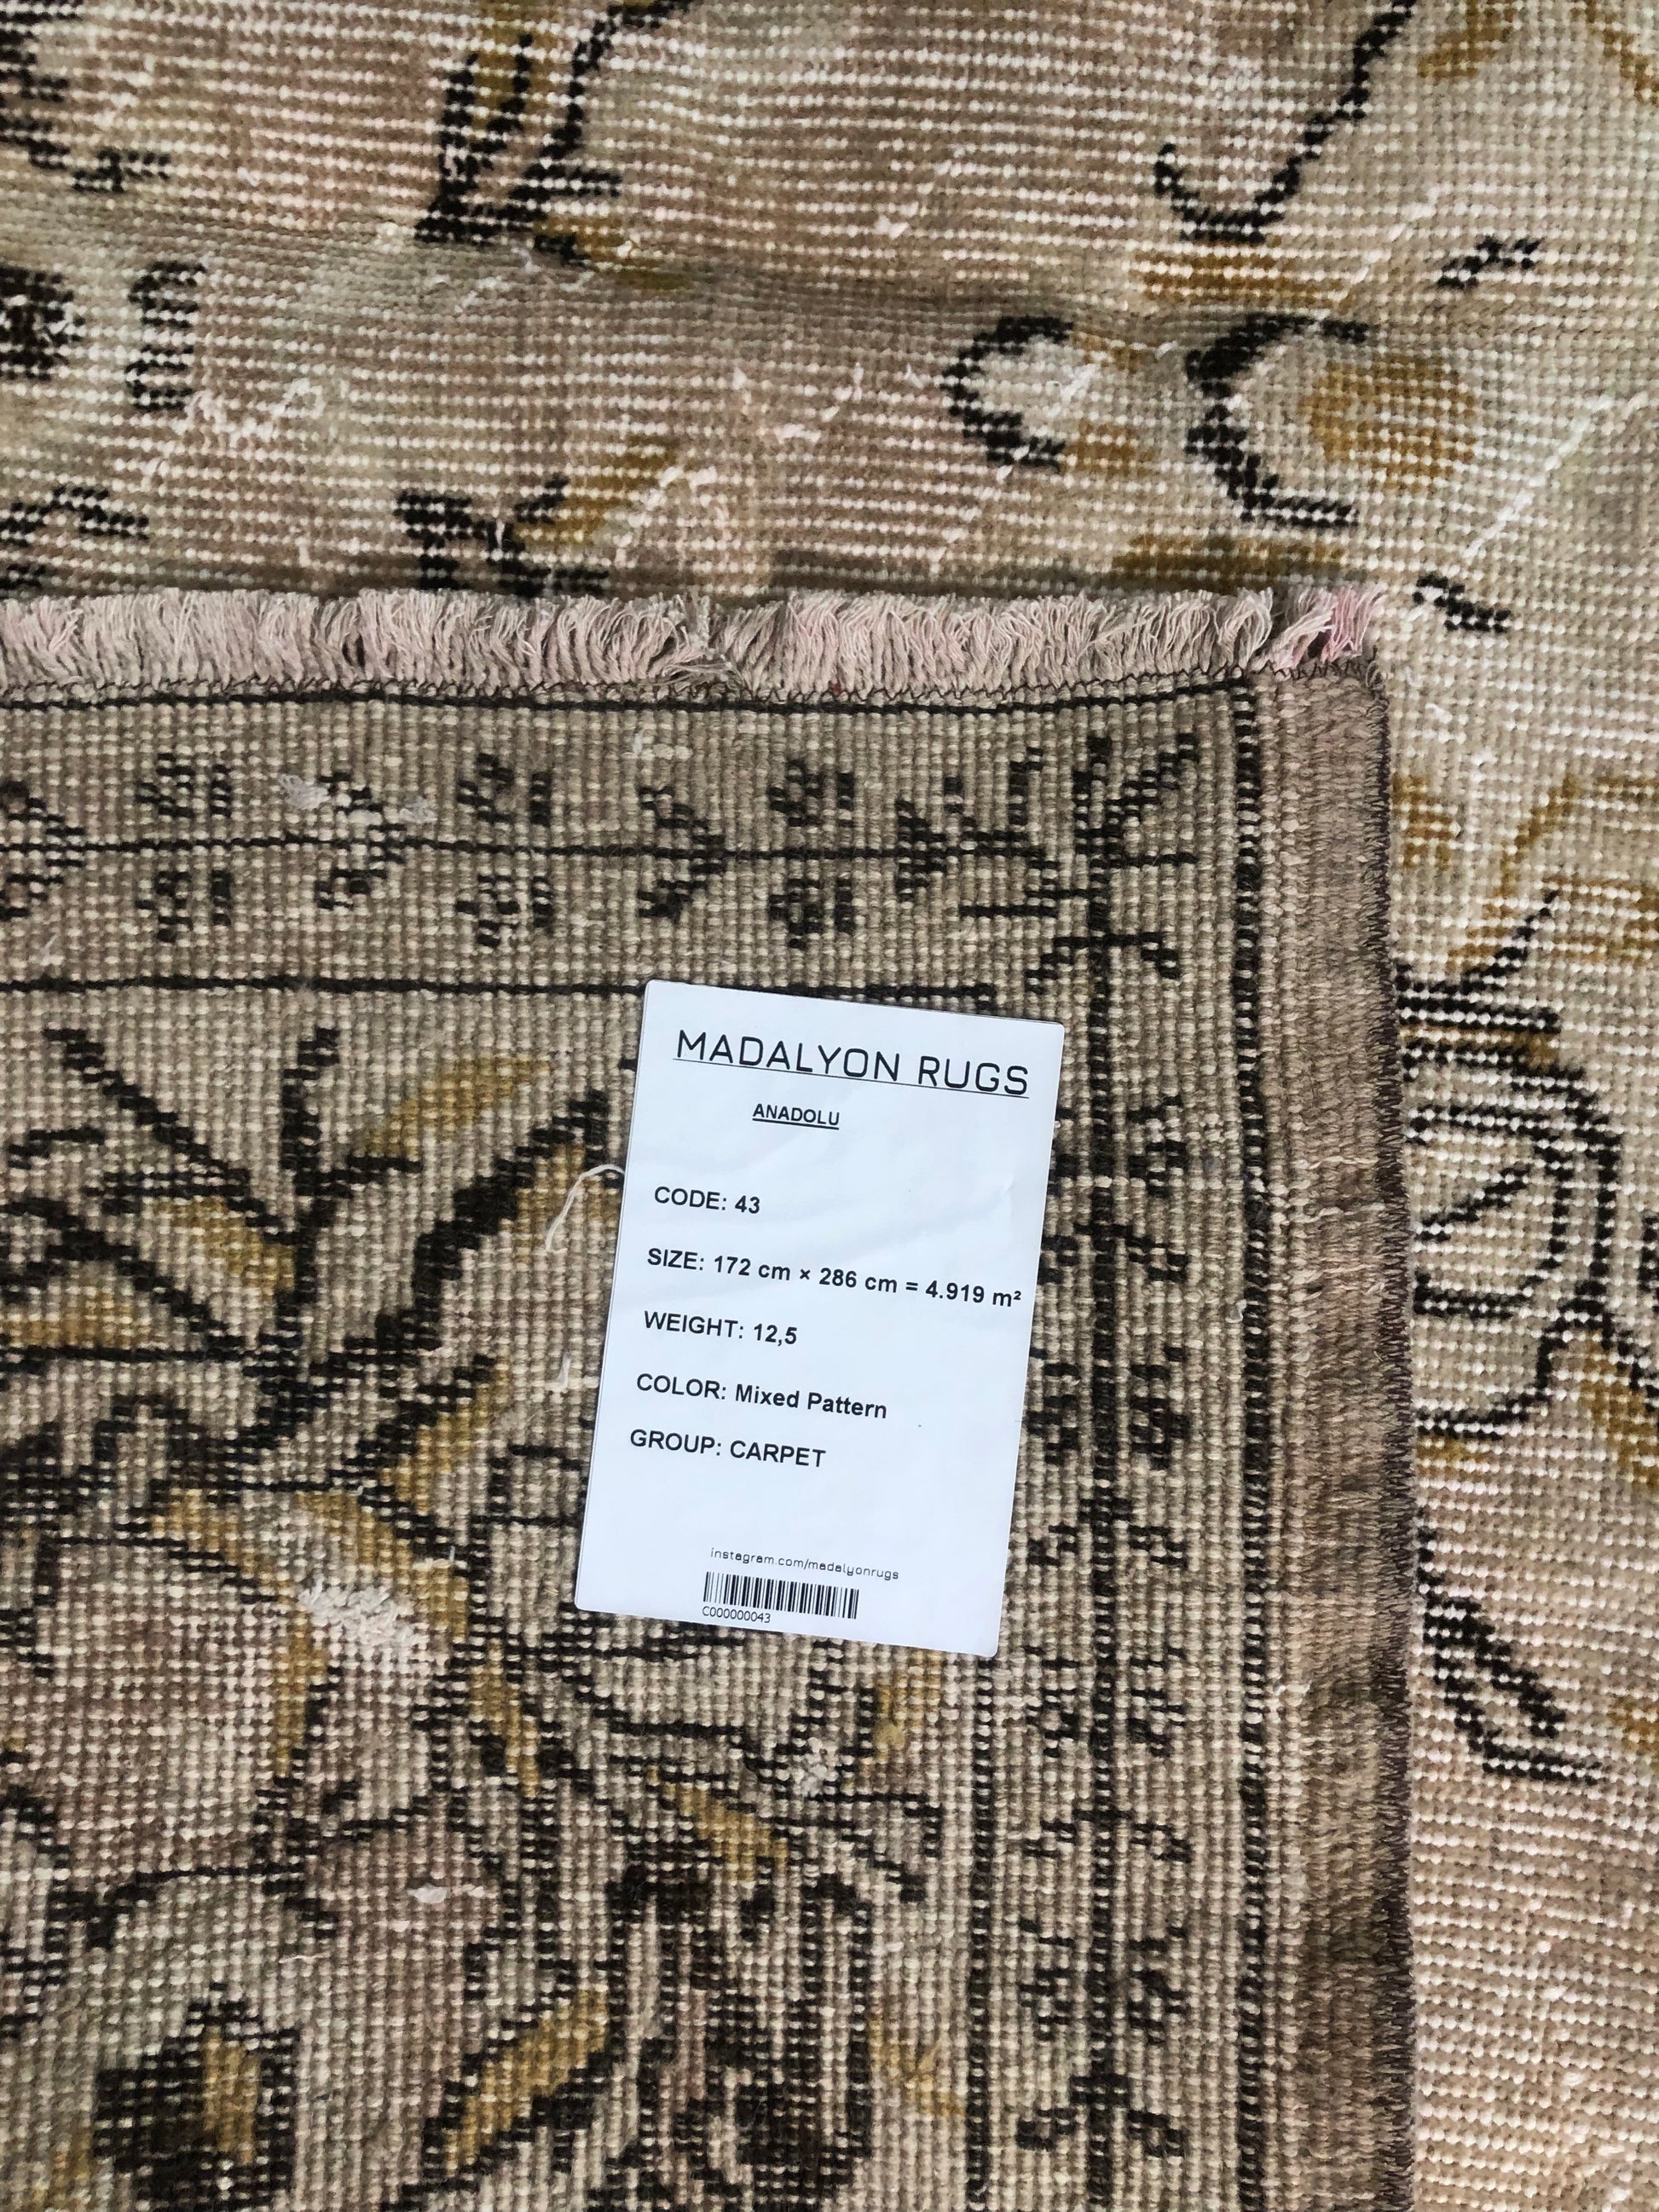 MADALYON RUGS
ANADOLU
CODE: 43
SIZE: 172 cm × 286 cm = 4.919 m²
WEIGHT: 12,5
COLOR: Mixed Pattern
GROUP: CARPET
instagram.com/madalyonrugs
C000000043